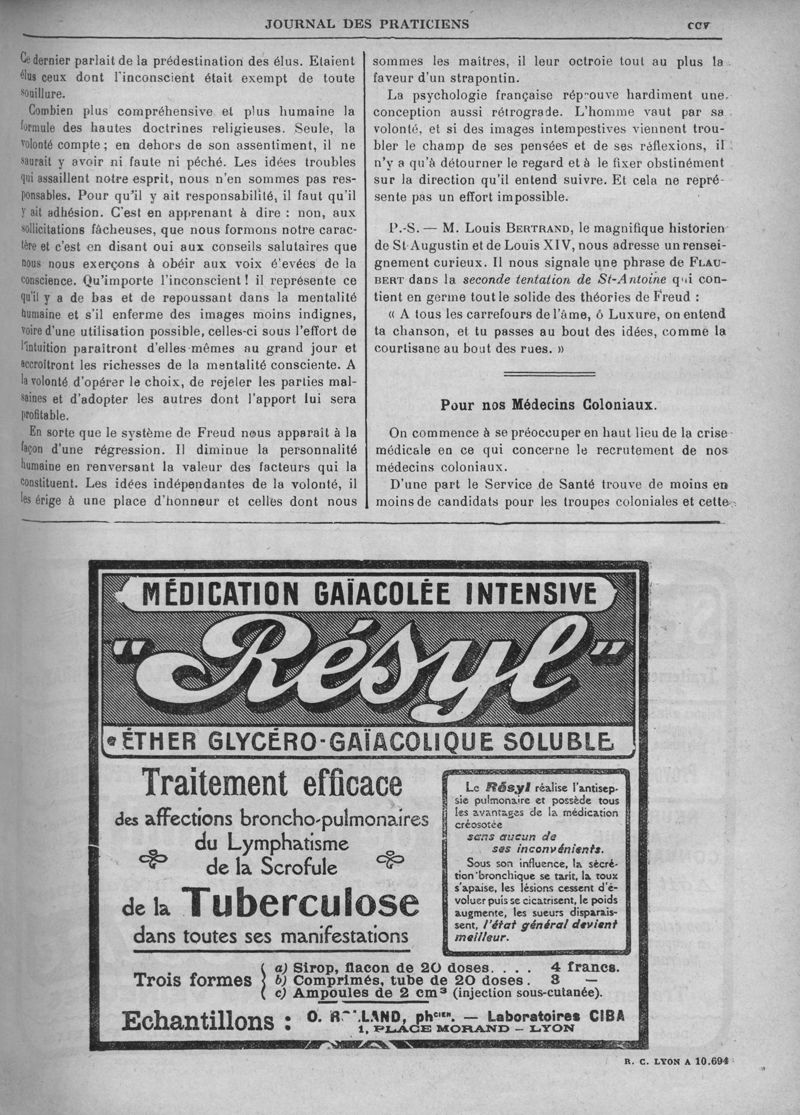 JOURNAL DES PRATICIENS
CCV
Ce dernier parlait de la prédestination des élus. Etaient
élus ceux dont l'inconscient était exempt de toute
souillure.
Combien plus compréhensive et plus humaine la
formule des hautes doctrines religieuses. Seule, la
volonté compte ; en dehors de son assentiment, il ne
saurait y avoir ni faute ni péché. Les idées troubles
qui assaillent notre esprit, nous n'en sommes pas res-
ponsables. Pour qu'il y ait responsabilité, il faut qu'il
y ait adhésion. C'est en apprenant à dire : non, aux
sollicitations fâcheuses, que nous formons notre carac-
tère et c'est en disant oui aux conseils salutaires que
nous nous exerçons à obéir aux voix é'evées de la
conscience. Qu'importe l'inconscient ! il représente ce
qu'il y a de bas et de repoussant dans la mentalité
humaine et s'il enferme des images moins indignes,
voire d'une utilisation possible, celles-ci sous l'effort de
l'intuition paraîtront d'elles-mêmes au grand jour et
accroîtront les richesses de la mentalité consciente. A
la volonté d'opérer le choix, de rejeler les parties mal-
saines et d'adopter les autres dont l'apport lui sera
profitable.
En sorte que le système de Freud nous apparaît à la
façon d'une régression. Il diminue la personnalité
humaine en renversant la valeur des facteurs qui la
constituent. Les idées indépendantes de la volonté, il
les érige à une place d'honneur et celles dont nous
sommes les maîtres, il leur octroie tout au plus la
faveur d'un strapontin.
La psychologie française réprouve hardiment une
conception aussi rétrograde. L'homme vaut par sa
volonté, et si des images intempestives viennent trou-
bler le champ de ses pensées et de ses réflexions, il
n'y a qu'à détourner le regard et à le fixer obstinément
sur la direction qu'il entend suivre. Et cela ne repré-
sente pas un effort impossible.
P.-S. — M. Louis BERTRAND, le magnifique historien
de St-Augustin et de Louis XIV, nous adresse un rensei-
gnement curieux. Il nous signale une phrase de FLAU-
BERT dans la seconde tentation de St-Antoine qui con-
tient en germe tout le solide des théories de Freud :
« A tous les carrefours de l'âme, ô Luxure, on entend
ta chanson, et tu passes au bout des idées, comme la
courtisane au bout des rues. »
Pour nos Médecins Coloniaux.
On commence à se préoccuper en haut lieu de la crise
médicale en ce qui concerne le recrutement de nos
médecins coloniaux.
D'une part le Service de Santé trouve de moins en
moins de candidats pour les troupes coloniales et cette
MÉDICATION GAÏACOLÉE INTENSIVE
"Résyl"
ÉTHER GLYCÉRO-GAÏACOLIQUE SOLUBLE
Traitement efficace
des affections broncho-pulmonaires
du Lymphatisme
de la Scrofule
de la Tuberculose
dans toutes ses manifestations
Le Résyl réalise l'antisep-
sie pulmonaire et possède tous
les avantages de la médication
créosotée
sans aucun de
ses inconvénients.
Sous son influence, la sécré-
tion bronchique se tarit, la toux
s'apaise, les lésions cessent d'é-
voluer puis se cicatrisent, le poids
augmente, les sueurs disparais-
sent, l'état général devient
meilleur.
Trois formes
a) Sirop, flacon de 20 doses. . . . 4 francs.
b) Comprimés, tube de 20 doses . 3 —
c) Ampoules de 2 cm³ (injection sous-cutanée).
Echantillons : O. phcien. — Laboratoires CIBA
1, PLACE MORAND – LYON
R. C. LYON A 10.694